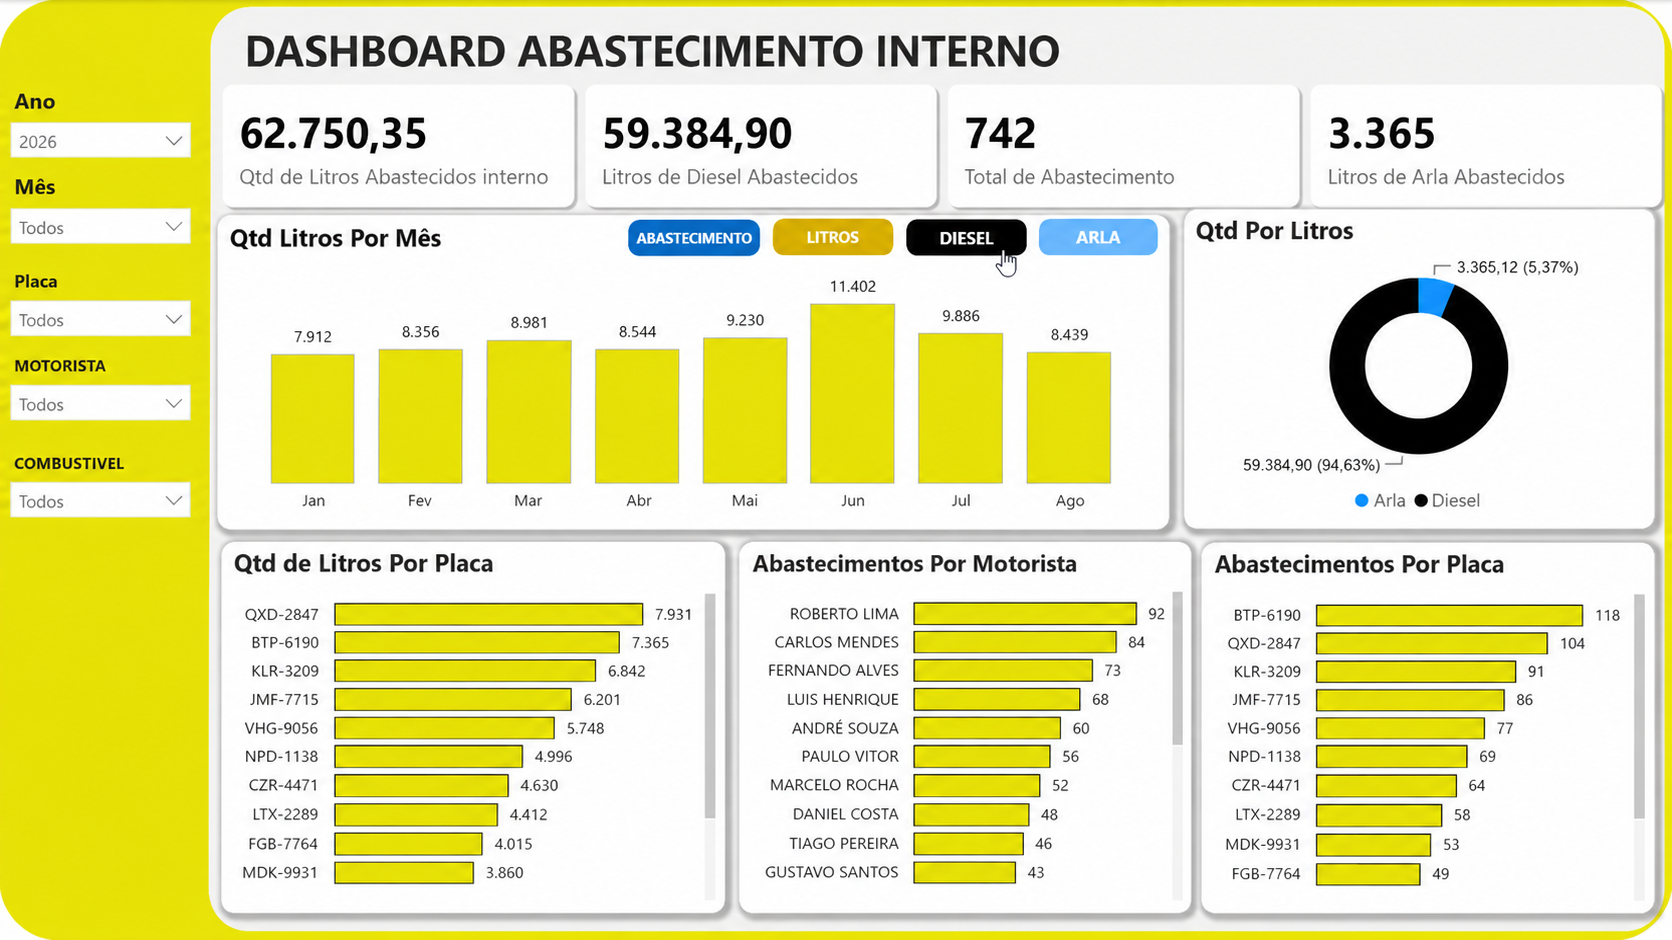 DASHBOARD ABASTECIMENTO INTERNO
Ano
2026
Mês
Todos
Placa
Todos
MOTORISTA
Todos
COMBUSTIVEL
Todos
62.750,35
Qtd de Litros Abastecidos interno
59.384,90
Litros de Diesel Abastecidos
742
Total de Abastecimento
3.365
Litros de Arla Abastecidos
Qtd Litros Por Mês
ABASTECIMENTO
LITROS
DIESEL
ARLA
7.912
8.356
8.981
8.544
9.230
11.402
9.886
8.439
Jan
Fev
Mar
Abr
Mai
Jun
Jul
Ago
Qtd Por Litros
3.365,12 (5,37%)
59.384,90 (94,63%)
Arla
Diesel
Qtd de Litros Por Placa
QXD-2847 7.931
BTP-6190 7.365
KLR-3209 6.842
JMF-7715 6.201
VHG-9056 5.748
NPD-1138 4.996
CZR-4471 4.630
LTX-2289 4.412
FGB-7764 4.015
MDK-9931 3.860
Abastecimentos Por Motorista
ROBERTO LIMA 92
CARLOS MENDES 84
FERNANDO ALVES 73
LUIS HENRIQUE 68
ANDRÉ SOUZA 60
PAULO VITOR 56
MARCELO ROCHA 52
DANIEL COSTA 48
TIAGO PEREIRA 46
GUSTAVO SANTOS 43
Abastecimentos Por Placa
BTP-6190 118
QXD-2847 104
KLR-3209 91
JMF-7715 86
VHG-9056 77
NPD-1138 69
CZR-4471 64
LTX-2289 58
MDK-9931 53
FGB-7764 49